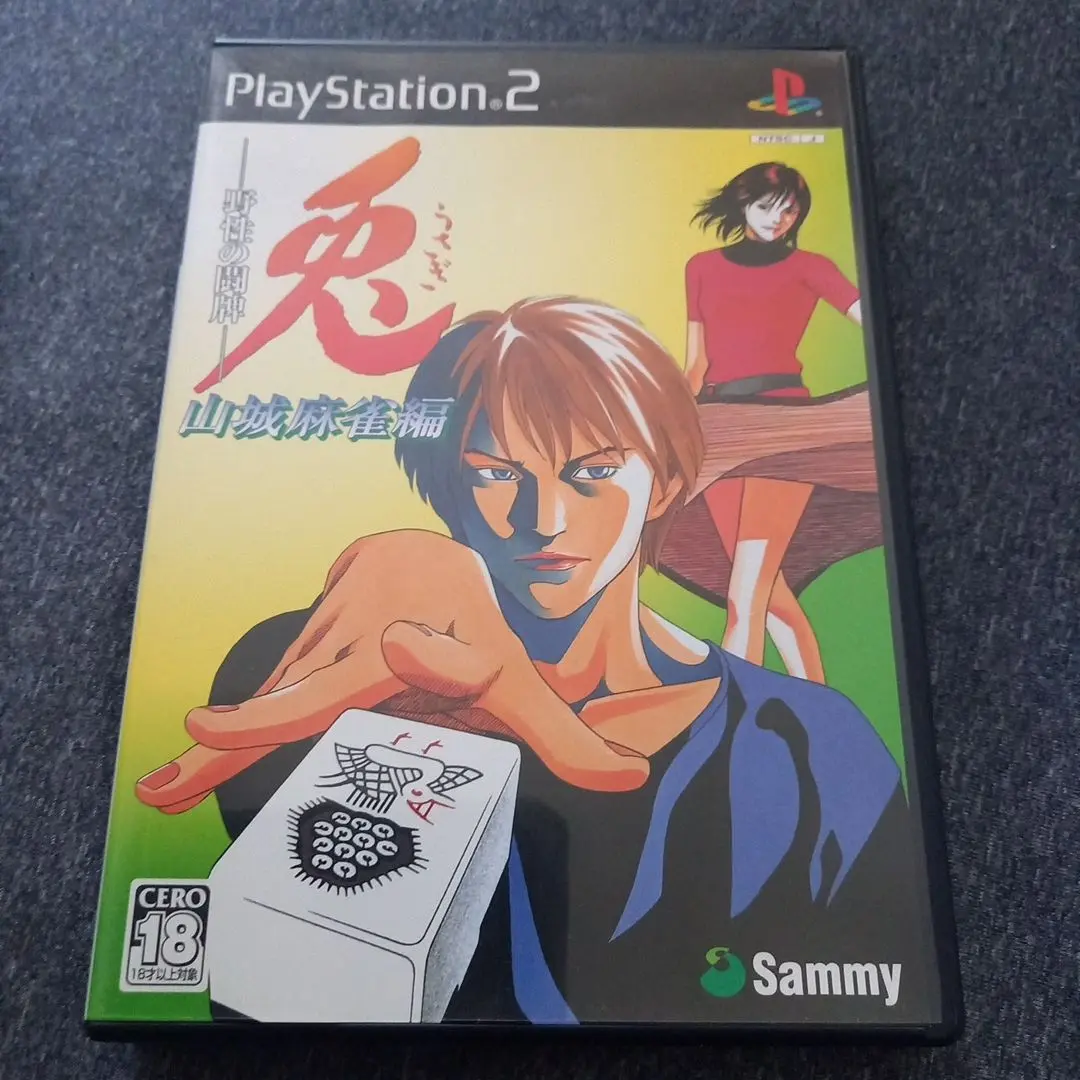 PlayStation®2
NTSC J
野性の闘牌
兎
うさぎ
山城麻雀編
CERO
18
18才以上対象
Sammy